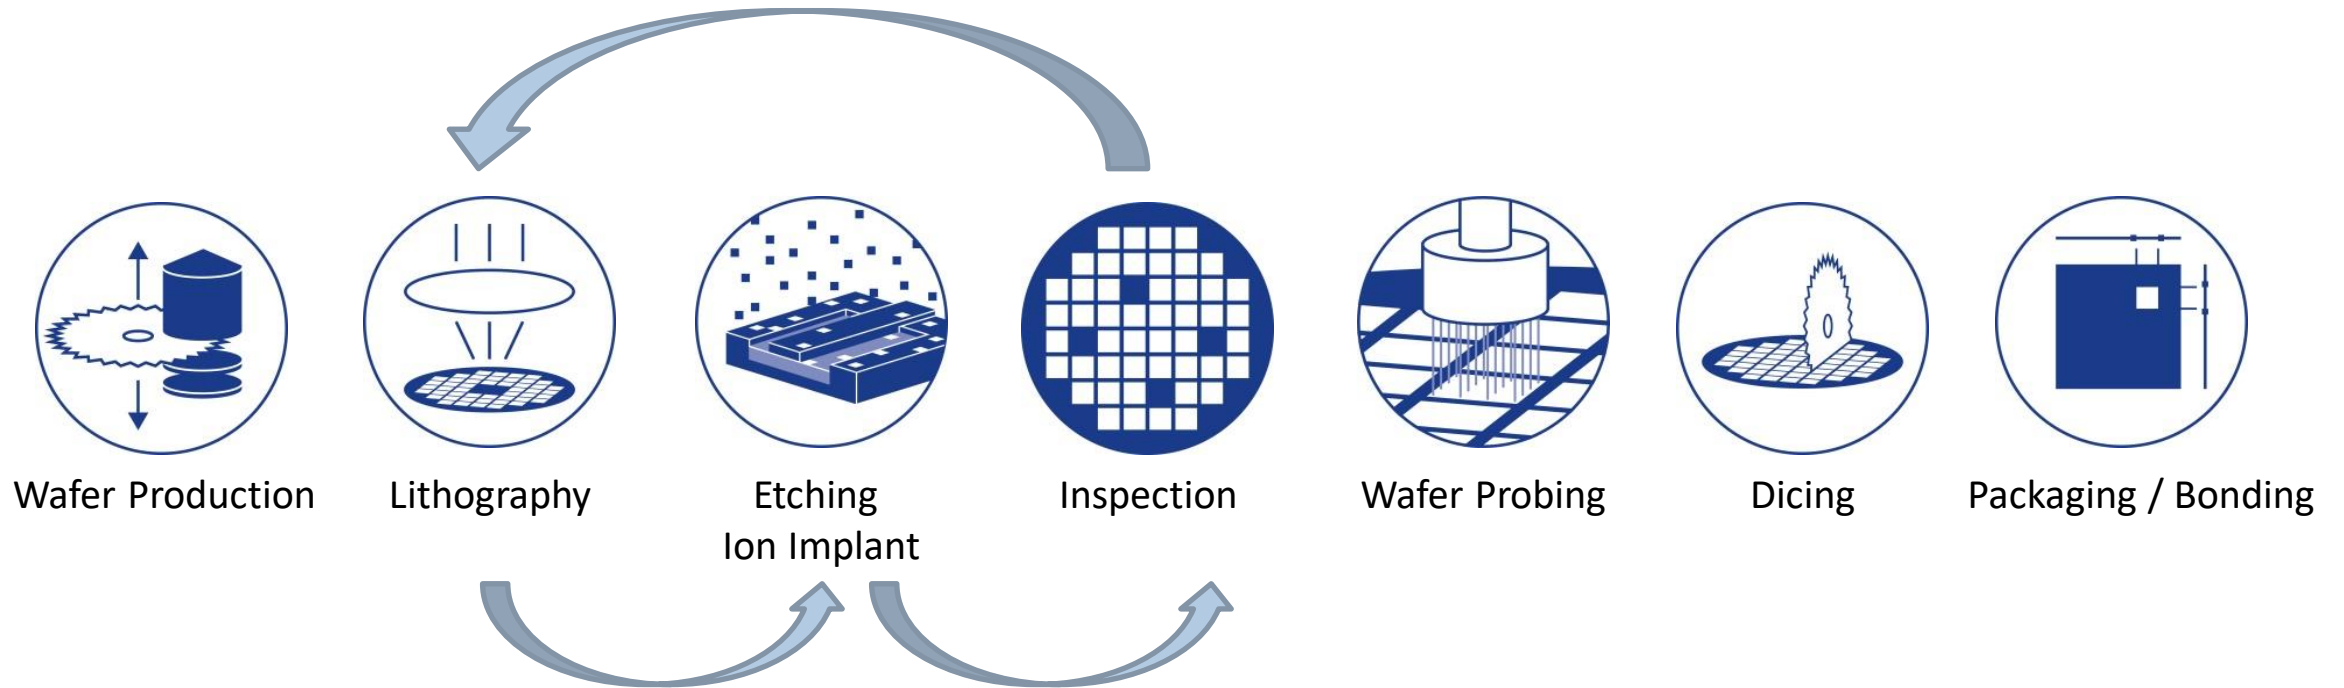 Wafer Production
Lithography
Etching
Ion Implant
Inspection
Wafer Probing
Dicing
Packaging / Bonding